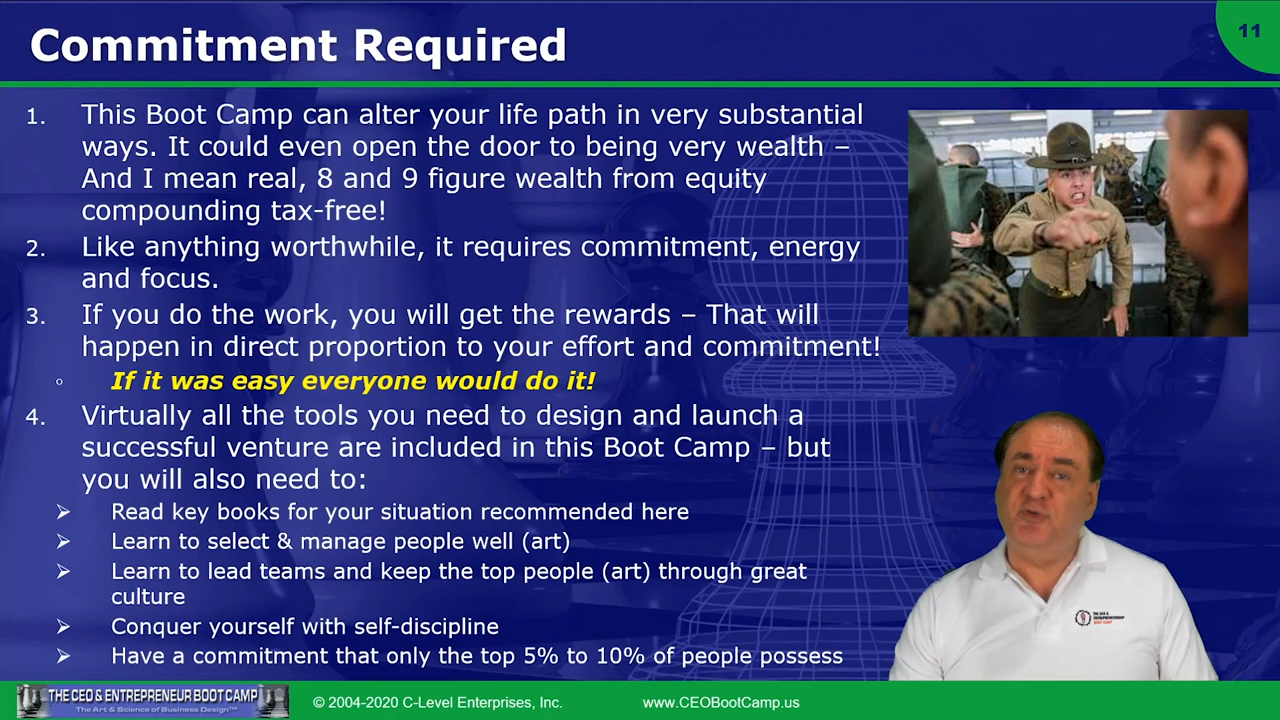 Commitment Required
11
1. This Boot Camp can alter your life path in very substantial
ways. It could even open the door to being very wealth –
And I mean real, 8 and 9 figure wealth from equity
compounding tax-free!
2. Like anything worthwhile, it requires commitment, energy
and focus.
3. If you do the work, you will get the rewards – That will
happen in direct proportion to your effort and commitment!
o If it was easy everyone would do it!
4. Virtually all the tools you need to design and launch a
successful venture are included in this Boot Camp – but
you will also need to:
➢ Read key books for your situation recommended here
➢ Learn to select & manage people well (art)
➢ Learn to lead teams and keep the top people (art) through great
culture
➢ Conquer yourself with self-discipline
➢ Have a commitment that only the top 5% to 10% of people possess
THE CEO &
ENTREPRENEURSHIP
BOOT CAMP
THE CEO & ENTREPRENEUR BOOT CAMP
The Art & Science of Business Design™
© 2004-2020 C-Level Enterprises, Inc.
www.CEOBootCamp.us